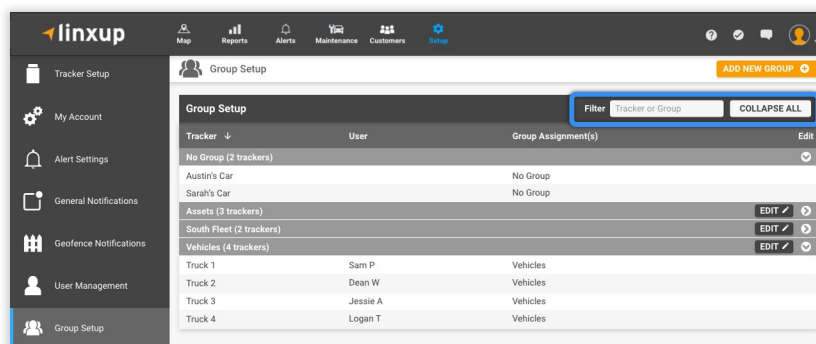 linxup
Map
Reports
Alerts
Maintenance
Customers
Setup
Tracker Setup
My Account
Alert Settings
General Notifications
Geofence Notifications
User Management
Group Setup
Group Setup
ADD NEW GROUP
Group Setup
Filter Tracker or Group COLLAPSE ALL
Tracker User Group Assignment(s) Edit
No Group (2 trackers)
Austin's Car No Group
Sarah's Car No Group
Assets (3 trackers) EDIT
South Fleet (2 trackers) EDIT
Vehicles (4 trackers) EDIT
Truck 1 Sam P Vehicles
Truck 2 Dean W Vehicles
Truck 3 Jessie A Vehicles
Truck 4 Logan T Vehicles